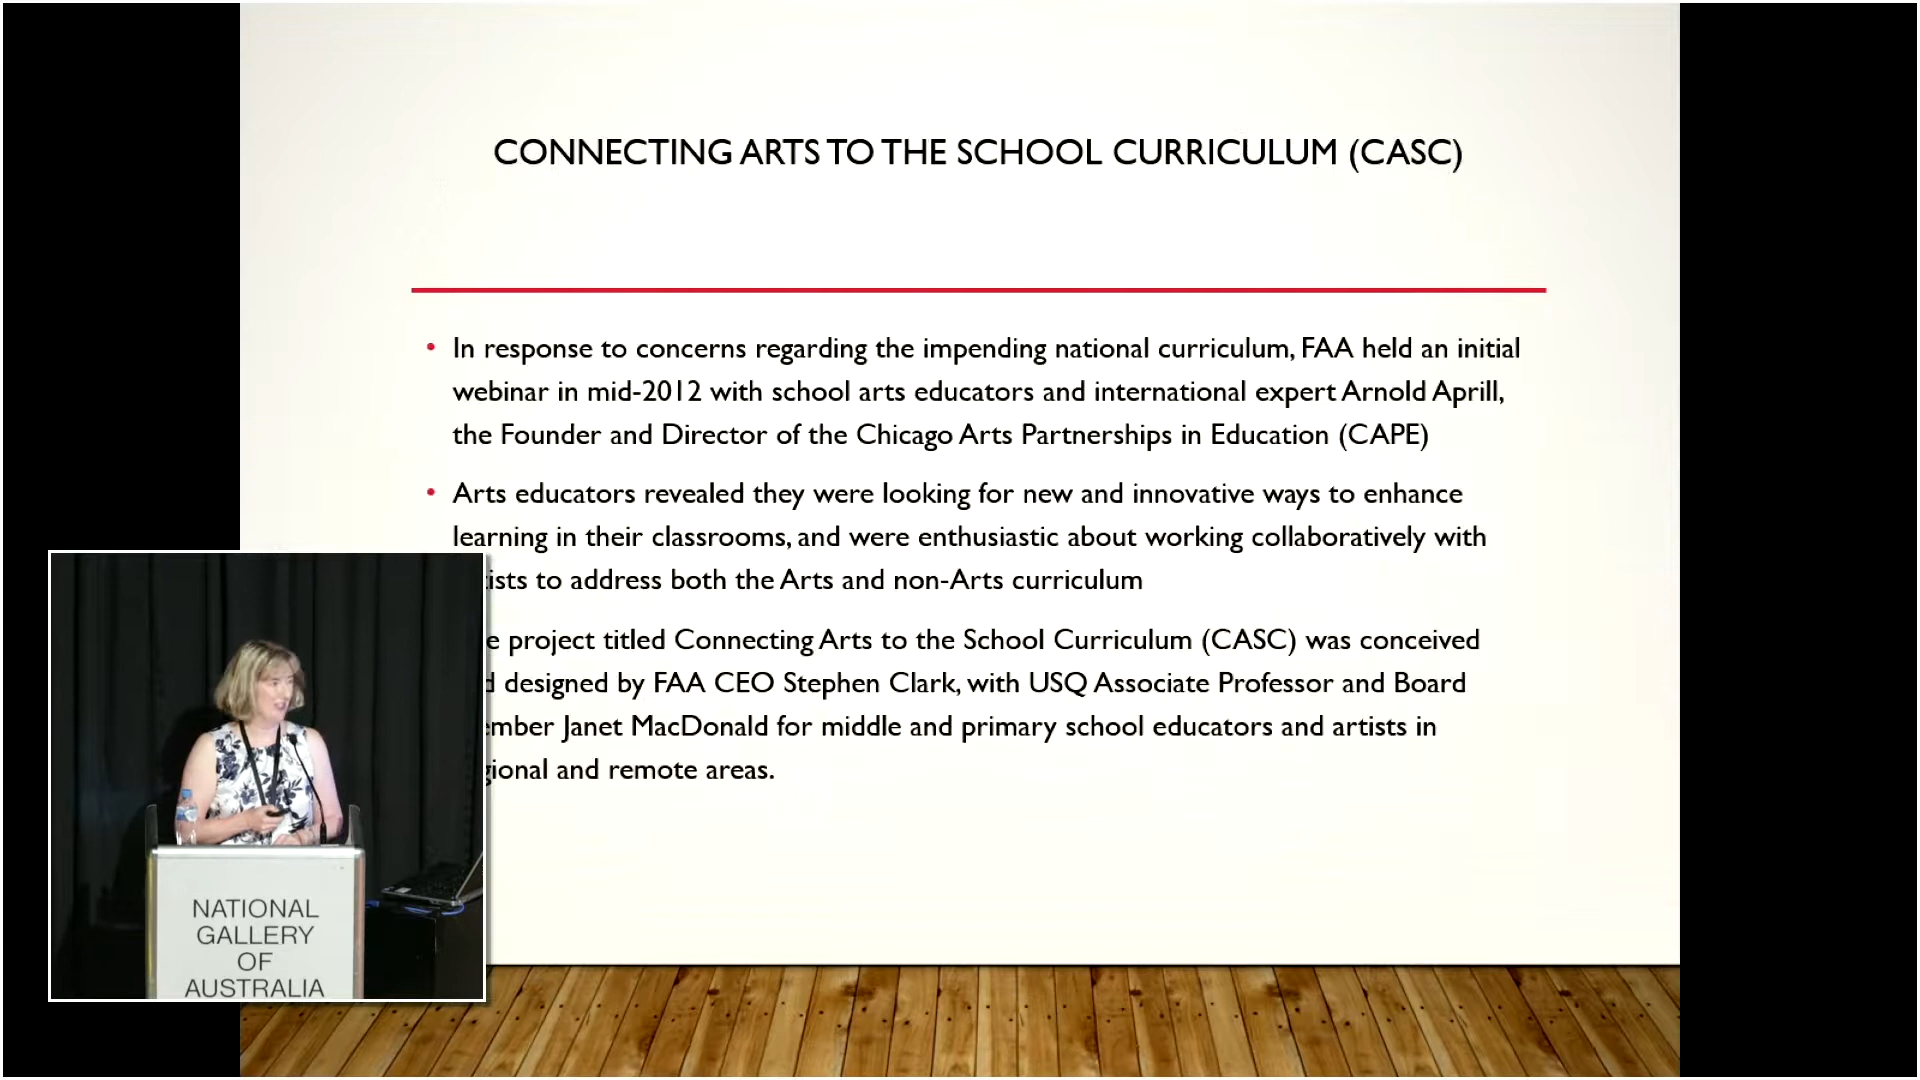 CONNECTING ARTS TO THE SCHOOL CURRICULUM (CASC)
• In response to concerns regarding the impending national curriculum, FAA held an initial
webinar in mid-2012 with school arts educators and international expert Arnold Aprill,
the Founder and Director of the Chicago Arts Partnerships in Education (CAPE)
• Arts educators revealed they were looking for new and innovative ways to enhance
learning in their classrooms, and were enthusiastic about working collaboratively with
to address both the Arts and non-Arts curriculum
project titled Connecting Arts to the School Curriculum (CASC) was conceived
designed by FAA CEO Stephen Clark, with USQ Associate Professor and Board
Janet MacDonald for middle and primary school educators and artists in
and remote areas.
NATIONAL
GALLERY
OF
AUSTRALIA